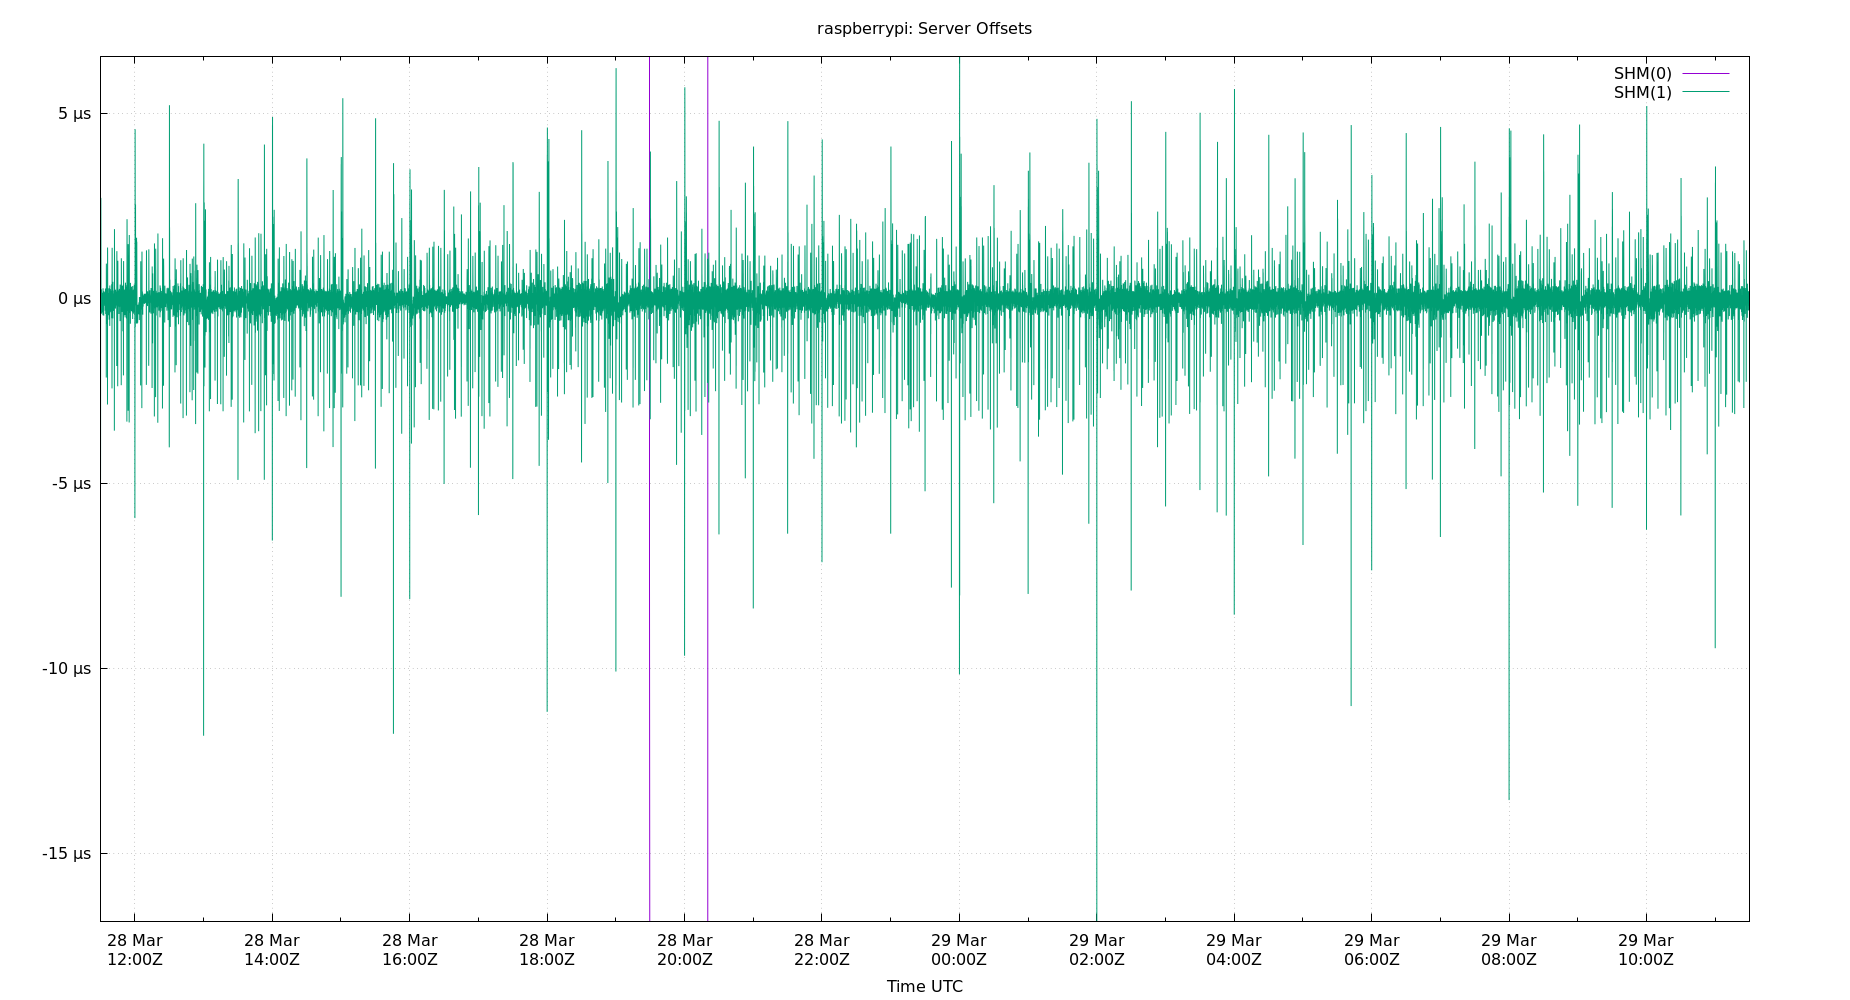 raspberrypi: Server Offsets
SHM(0)
SHM(1)
5 µs
0 µs
-5 µs
-10 µs
-15 µs
28 Mar 28 Mar 28 Mar 28 Mar 28 Mar 28 Mar 29 Mar 29 Mar 29 Mar 29 Mar 29 Mar 29 Mar
12:00Z 14:00Z 16:00Z 18:00Z 20:00Z 22:00Z 00:00Z 02:00Z 04:00Z 06:00Z 08:00Z 10:00Z
Time UTC